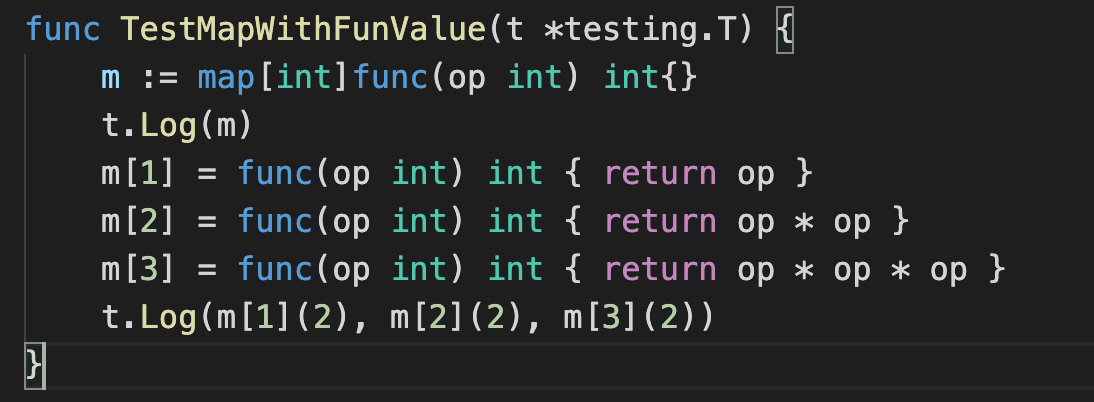 func TestMapWithFunValue(t *testing.T) {
    m := map[int]func(op int) int{}
    t.Log(m)
    m[1] = func(op int) int { return op }
    m[2] = func(op int) int { return op * op }
    m[3] = func(op int) int { return op * op * op }
    t.Log(m[1](2), m[2](2), m[3](2))
}